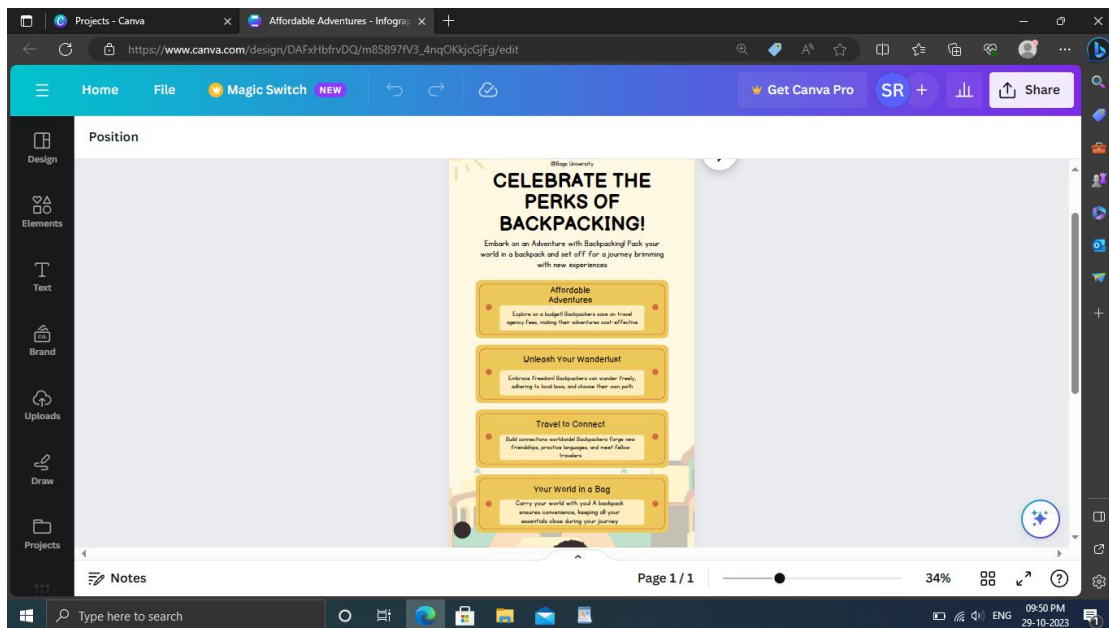 Projects - Canva
Affordable Adventures - Infograp
https://www.canva.com/design/DAFxHbfrvDQ/m85897fV3_4nqOKkjcGjFg/edit
Home File Magic Switch NEW Get Canva Pro SR + Share
Position
Design
Elements
Text
CO.
Brand
Uploads
Draw
Projects
@Bags University
CELEBRATE THE
PERKS OF
BACKPACKING!
Embark on an Adventure with Backpacking! Pack your
world in a backpack and set off for a journey brimming
with new experiences
Affordable
Adventures
Explore on a budget! Backpackers save on travel
agency fees, making their adventures cost-effective
Unleash Your Wanderlust
Embrace freedom! Backpackers can wander freely,
adhering to local laws, and choose their own path
Travel to Connect
Build connections worldwide! Backpackers forge new
friendships, practice languages, and meet fellow
travelers
Your World in a Bag
Carry your world with you! A backpack
ensures convenience, keeping all your
essentials close during your journey
Notes Page 1 / 1 34%
Type here to search
ENG
09:50 PM
29-10-2023
1